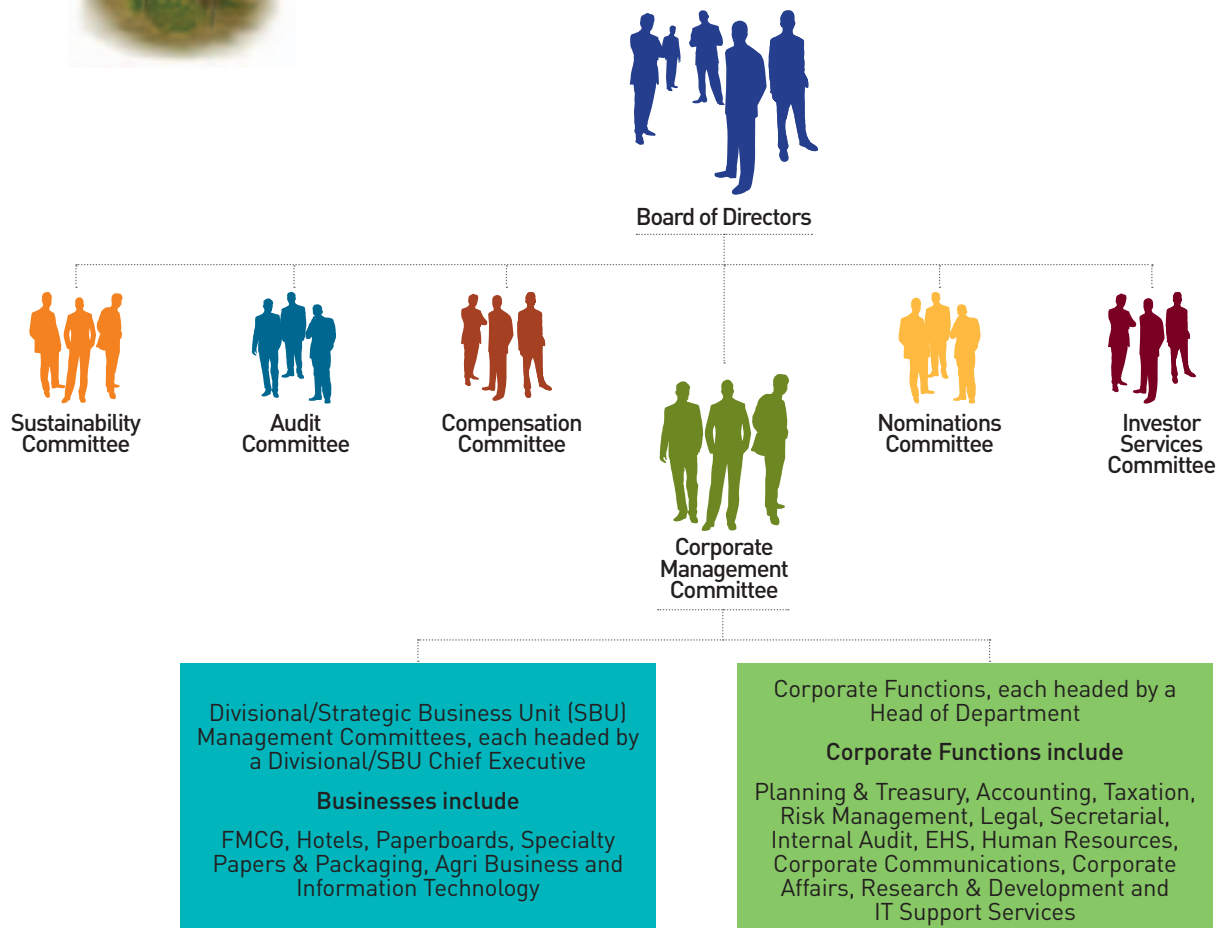 Board of Directors
Sustainability
Committee
Audit
Committee
Compensation
Committee
Nominations
Committee
Investor
Services
Committee
Corporate
Management
Committee
Divisional/Strategic Business Unit (SBU)
Management Committees, each headed by
a Divisional/SBU Chief Executive
Businesses include
FMCG, Hotels, Paperboards, Specialty
Papers & Packaging, Agri Business and
Information Technology
Corporate Functions, each headed by a
Head of Department
Corporate Functions include
Planning & Treasury, Accounting, Taxation,
Risk Management, Legal, Secretarial,
Internal Audit, EHS, Human Resources,
Corporate Communications, Corporate
Affairs, Research & Development and
IT Support Services